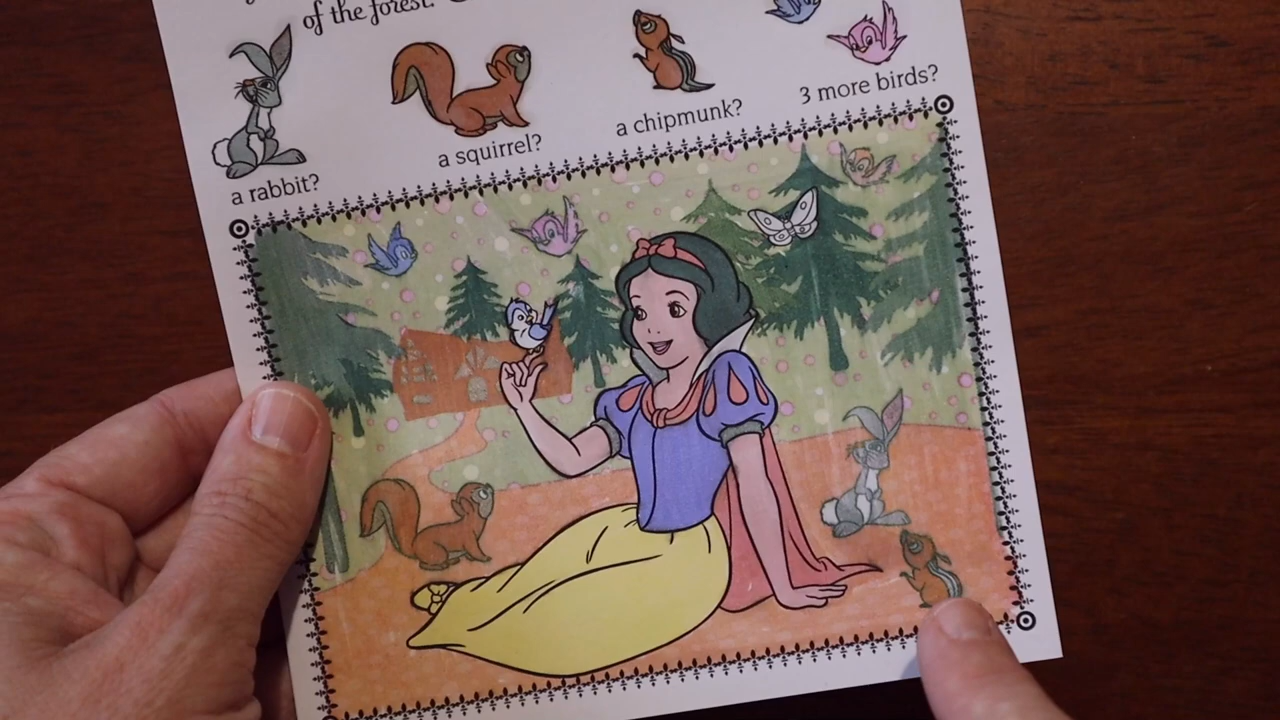 of the forest.
a rabbit?
a squirrel?
a chipmunk?
3 more birds?